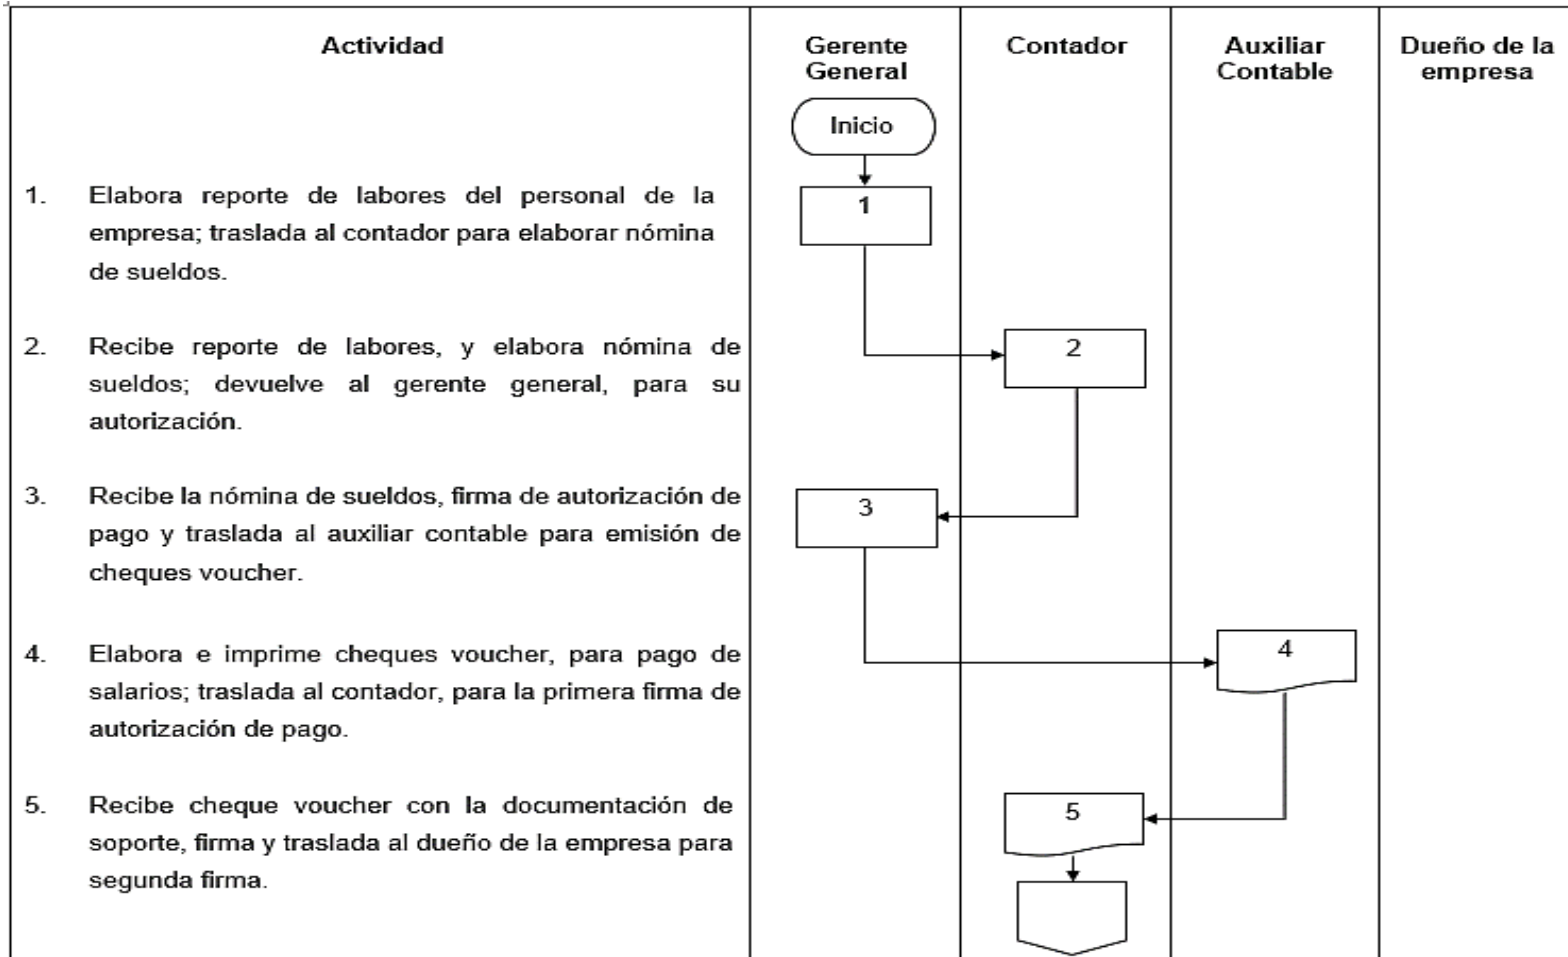 Actividad
Gerente
General
Contador
Auxiliar
Contable
Dueño de la
empresa
Inicio
1. Elabora reporte de labores del personal de la
empresa; traslada al contador para elaborar nómina
de sueldos.
1
2. Recibe reporte de labores, y elabora nómina de
sueldos; devuelve al gerente general, para su
autorización.
2
3. Recibe la nómina de sueldos, firma de autorización de
pago y traslada al auxiliar contable para emisión de
cheques voucher.
3
4. Elabora e imprime cheques voucher, para pago de
salarios; traslada al contador, para la primera firma de
autorización de pago.
4
5. Recibe cheque voucher con la documentación de
soporte, firma y traslada al dueño de la empresa para
segunda firma.
5